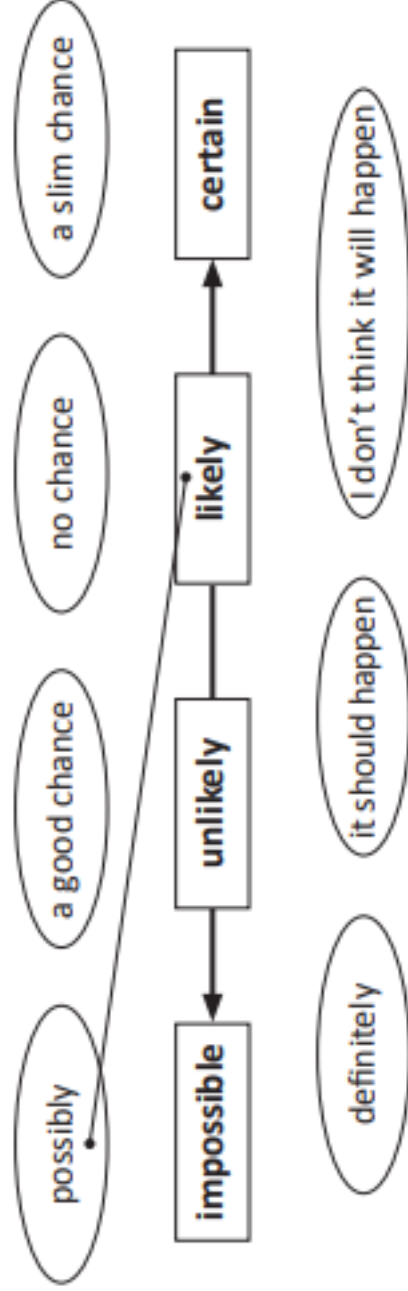 possibly
a good chance
no chance
a slim chance
impossible
unlikely
likely
certain
definitely
it should happen
I don't think it will happen